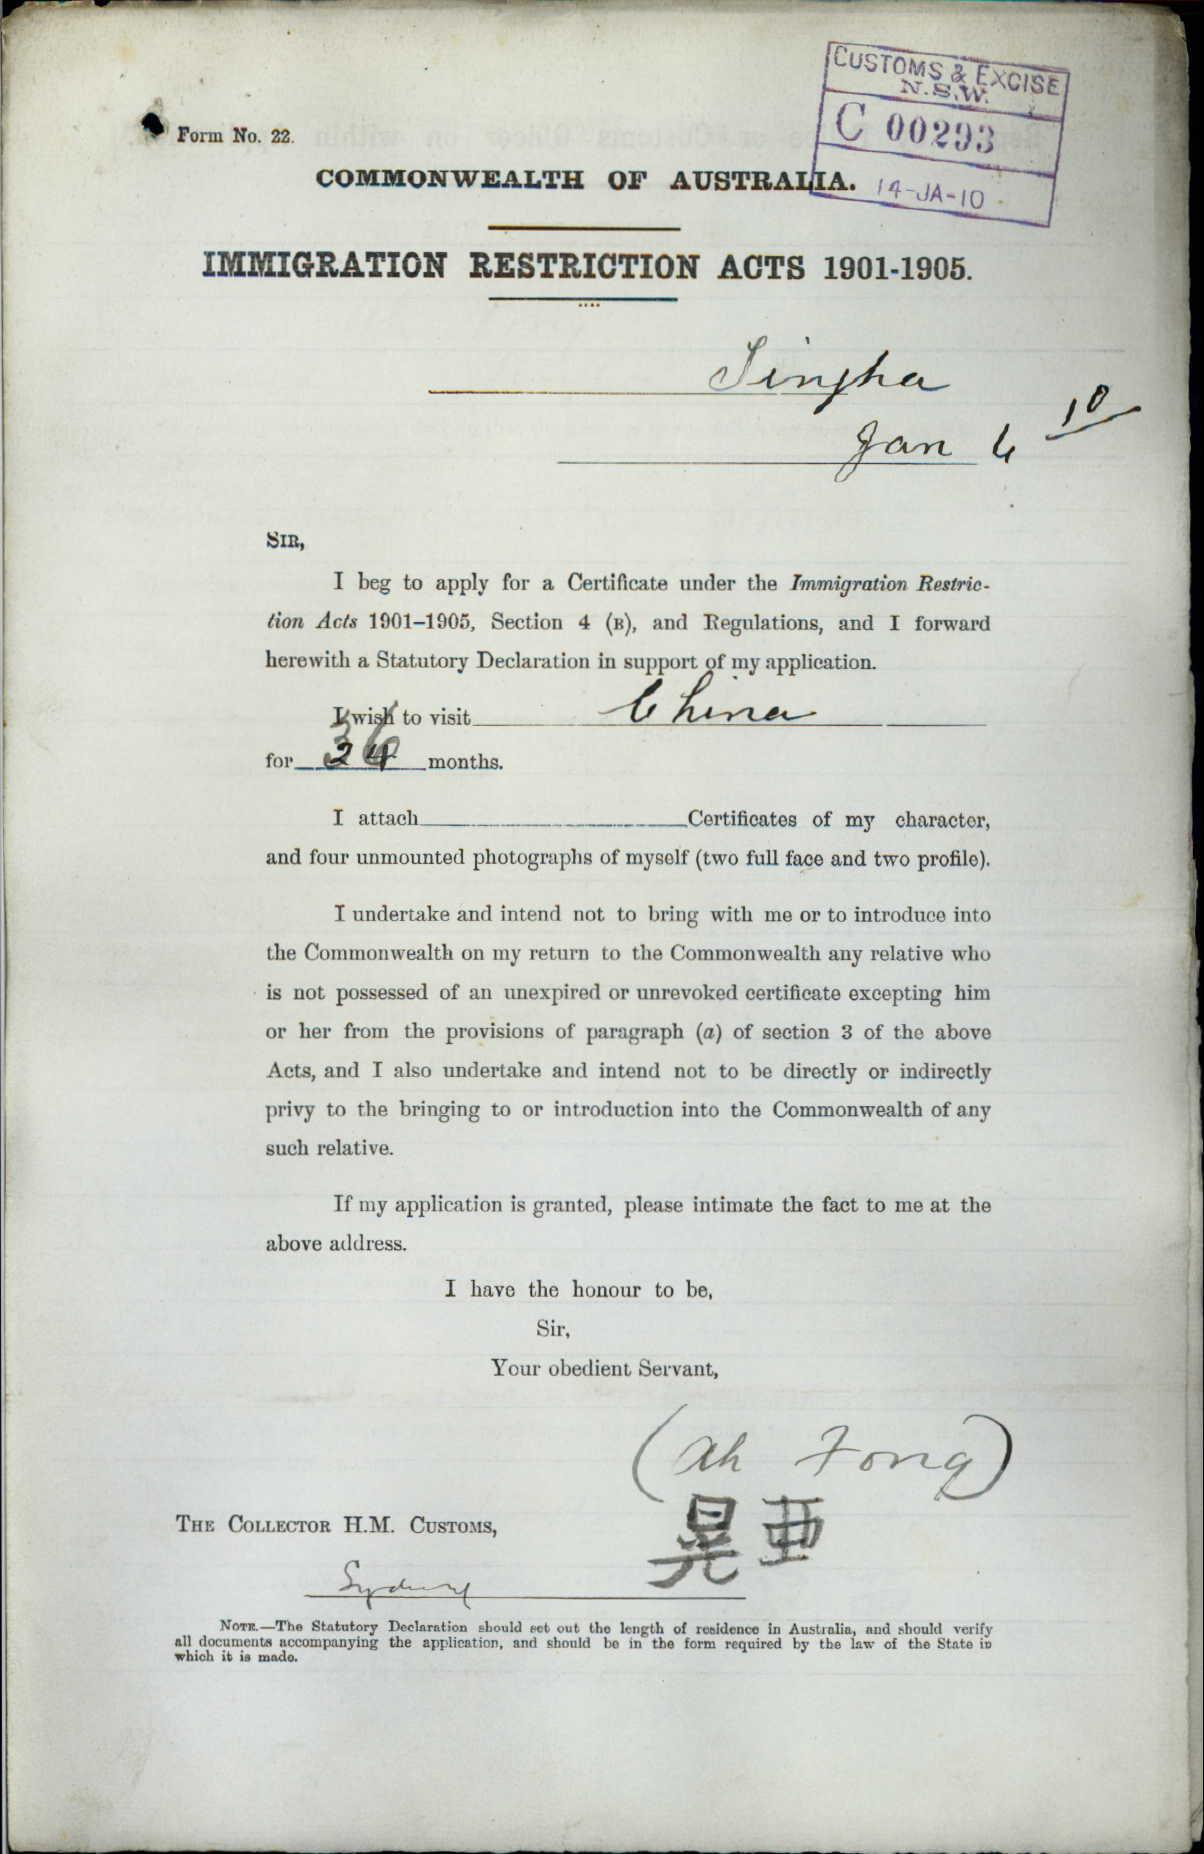 CUSTOMS & EXCISE
N.S.W.
C 00293
14-JA-10
Form No. 22.
COMMONWEALTH OF AUSTRALIA.
IMMIGRATION RESTRICTION ACTS 1901-1905.
Tingha
Jan 6 10
SIR,
I beg to apply for a Certificate under the Immigration Restric-
tion Acts 1901–1905, Section 4 (B), and Regulations, and I forward
herewith a Statutory Declaration in support of my application.
I wish to visit China
36
for 24 months.
I attach Certificates of my character,
and four unmounted photographs of myself (two full face and two profile).
I undertake and intend not to bring with me or to introduce into
the Commonwealth on my return to the Commonwealth any relative who
is not possessed of an unexpired or unrevoked certificate excepting him
or her from the provisions of paragraph (a) of section 3 of the above
Acts, and I also undertake and intend not to be directly or indirectly
privy to the bringing to or introduction into the Commonwealth of any
such relative.
If my application is granted, please intimate the fact to me at the
above address.
I have the honour to be,
Sir,
Your obedient Servant,
(Ah Fong)
晃亜
THE COLLECTOR H.M. CUSTOMS,
Sydney
NOTE.—The Statutory Declaration should set out the length of residence in Australia, and should verify
all documents accompanying the application, and should be in the form required by the law of the State in
which it is made.